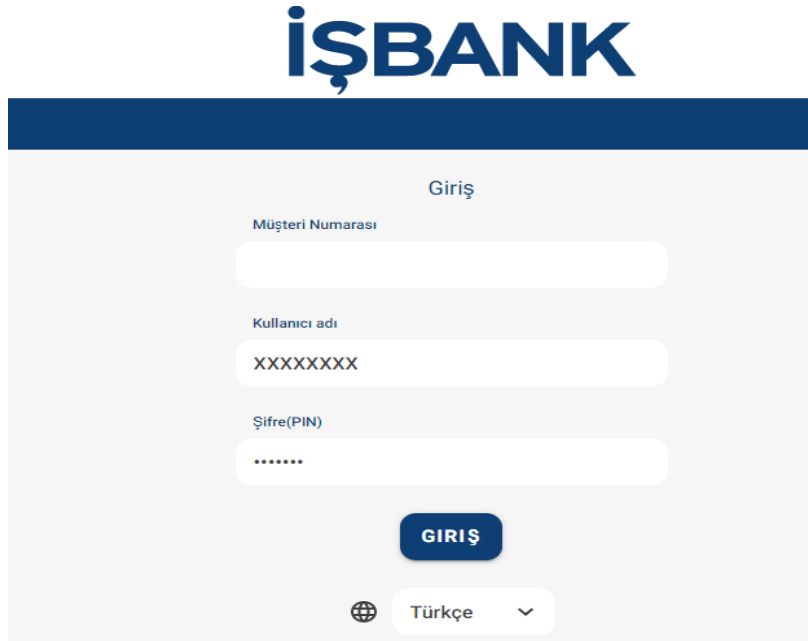 İŞBANK
Giriş
Müşteri Numarası
Kullanıcı adı
XXXXXXXX
Şifre(PIN)
•••••••
GIRIŞ
Türkçe